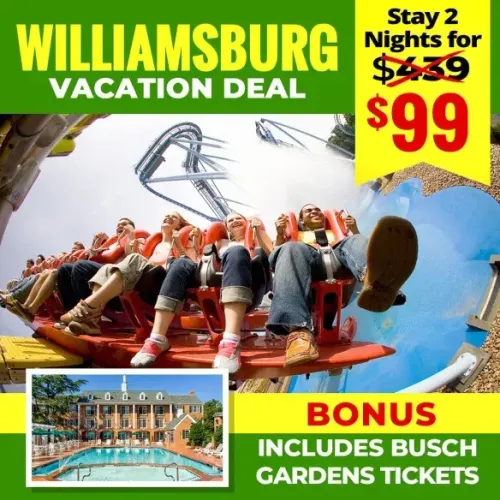 WILLIAMSBURG
VACATION DEAL
Stay 2
Nights for
$439
$99
BONUS
INCLUDES BUSCH
GARDENS TICKETS